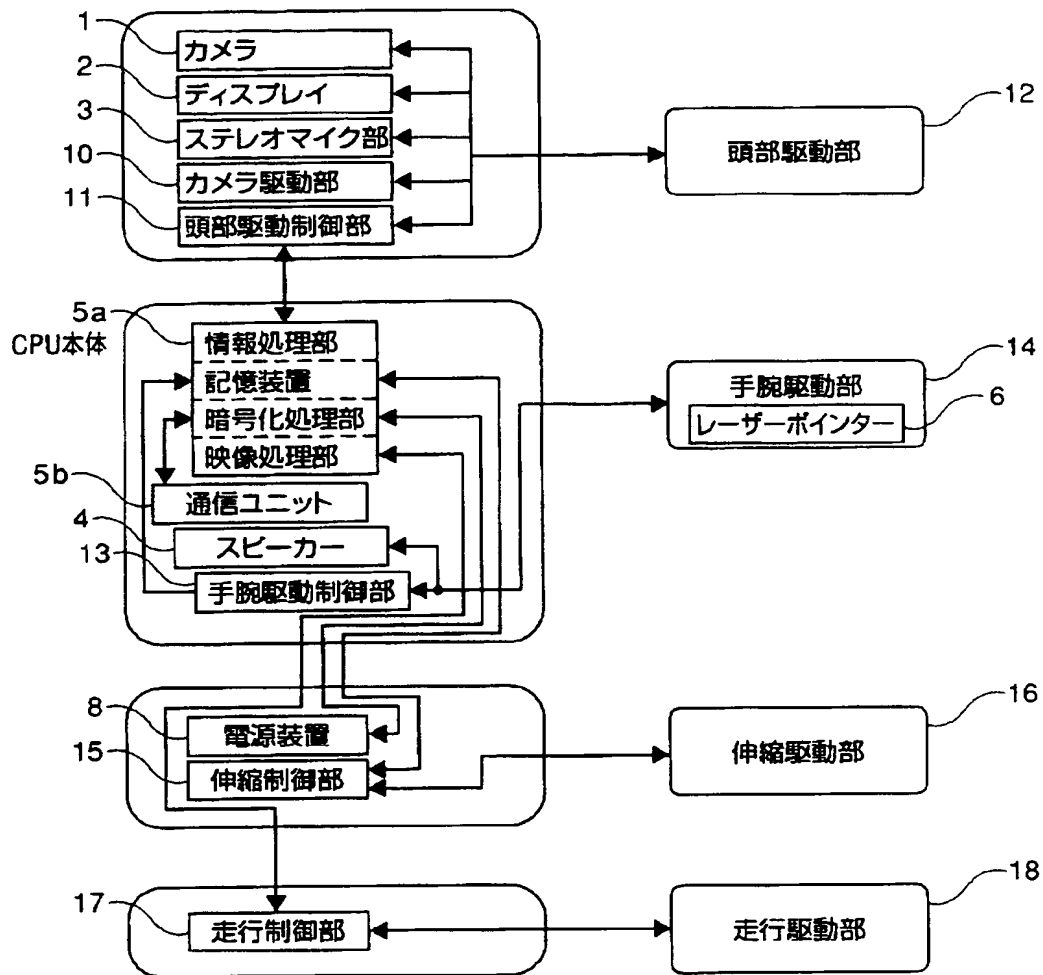 1
カメラ
2
ディスプレイ
3
ステレオマイク部
10
カメラ駆動部
11
頭部駆動制御部
12
頭部駆動部
5a
CPU本体
情報処理部
記憶装置
暗号化処理部
映像処理部
5b
通信ユニット
4
スピーカー
13
手腕駆動制御部
14
手腕駆動部
6
レーザーポインター
8
電源装置
15
伸縮制御部
16
伸縮駆動部
17
走行制御部
18
走行駆動部